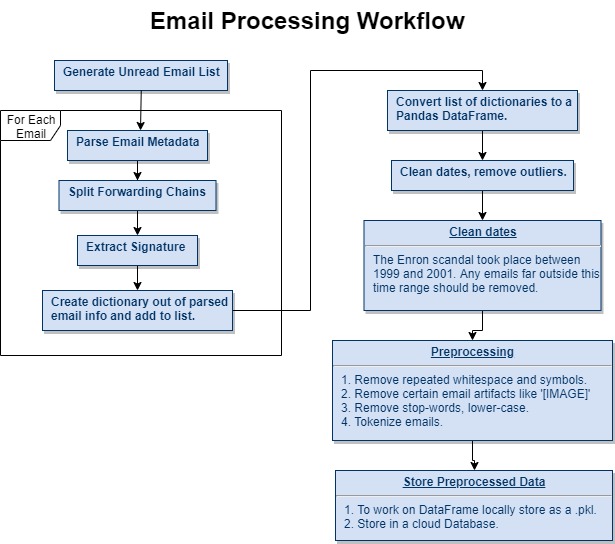 Email Processing Workflow
Generate Unread Email List
For Each
Email
Parse Email Metadata
Split Forwarding Chains
Extract Signature
Create dictionary out of parsed
email info and add to list.
Convert list of dictionaries to a
Pandas DataFrame.
Clean dates, remove outliers.
Clean dates
The Enron scandal took place between
1999 and 2001. Any emails far outside this
time range should be removed.
Preprocessing
1. Remove repeated whitespace and symbols.
2. Remove certain email artifacts like '[IMAGE]'
3. Remove stop-words, lower-case.
4. Tokenize emails.
Store Preprocessed Data
1. To work on DataFrame locally store as a .pkl.
2. Store in a cloud Database.